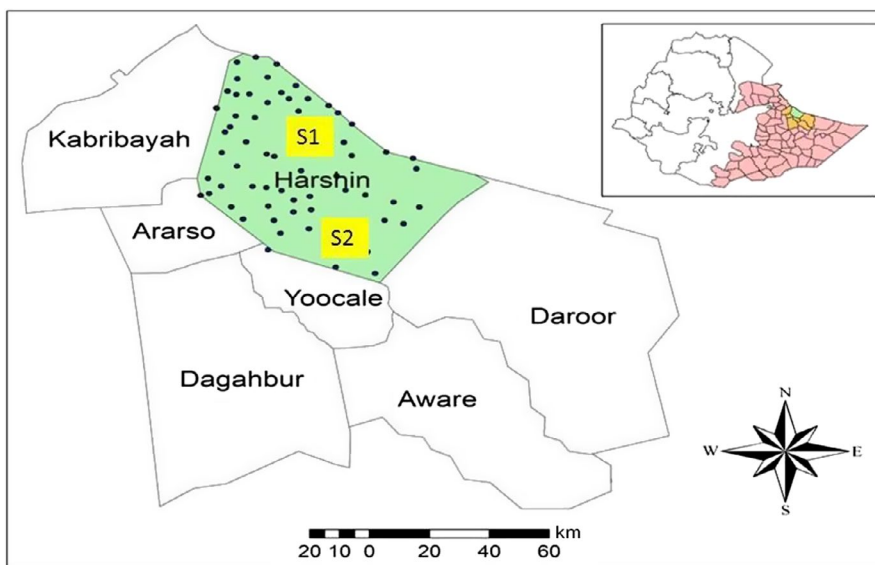 Kabribayah
S1
Harshin
Ararso
S2
Yoocale
Daroor
Dagahbur
Aware
N
W E
S
km
20 10 0 20 40 60